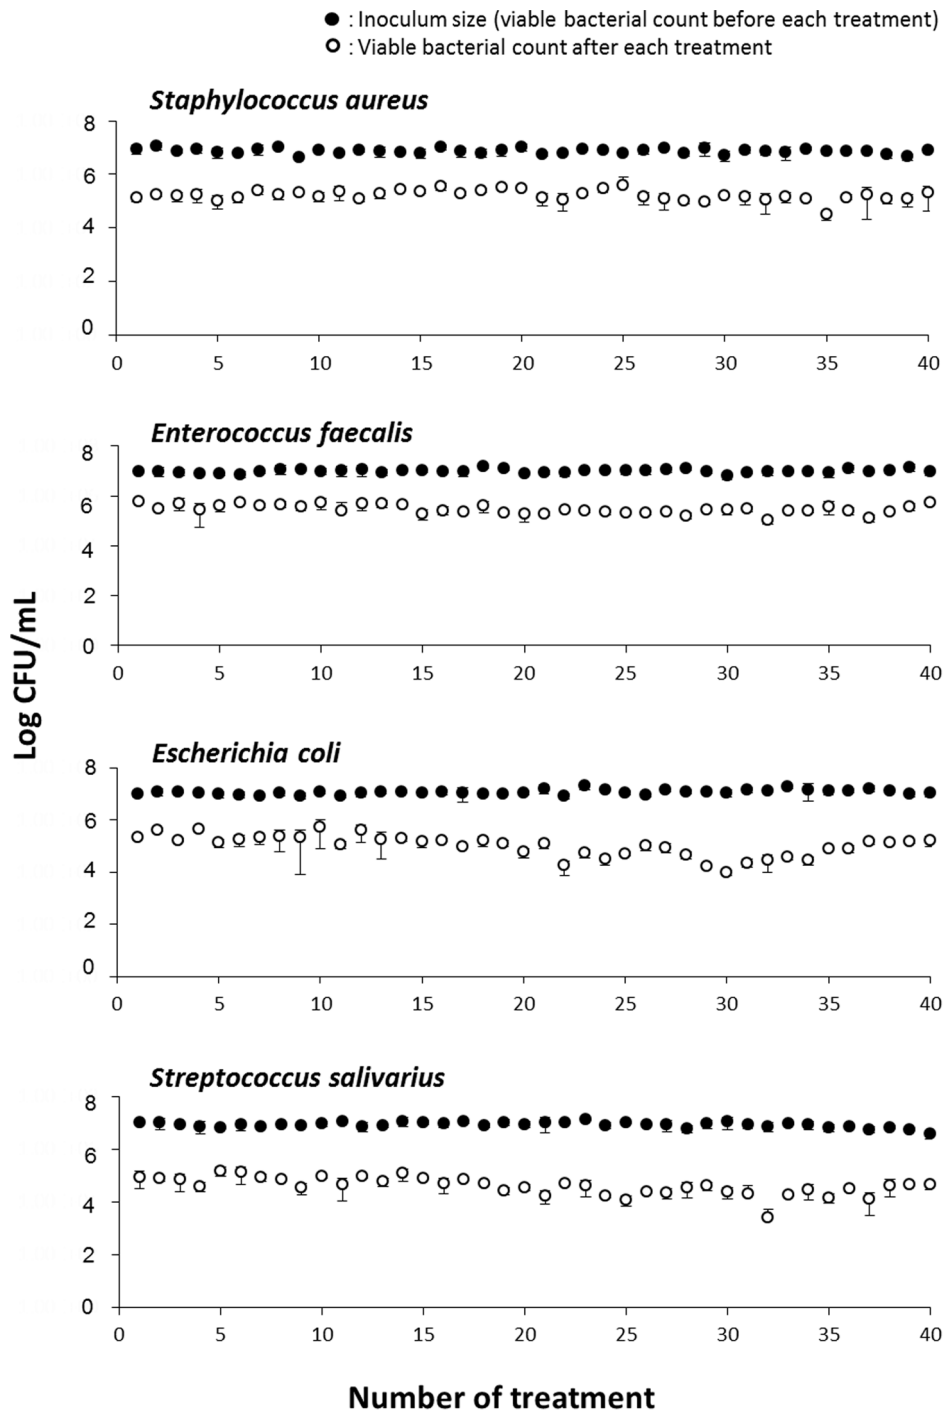 ● : Inoculum size (viable bacterial count before each treatment)
○ : Viable bacterial count after each treatment
Staphylococcus aureus
8
6
4
2
0
0 5 10 15 20 25 30 35 40
Enterococcus faecalis
8
6
4
2
0
0 5 10 15 20 25 30 35 40
Log CFU/mL
Escherichia coli
8
6
4
2
0
0 5 10 15 20 25 30 35 40
Streptococcus salivarius
8
6
4
2
0
0 5 10 15 20 25 30 35 40
Number of treatment